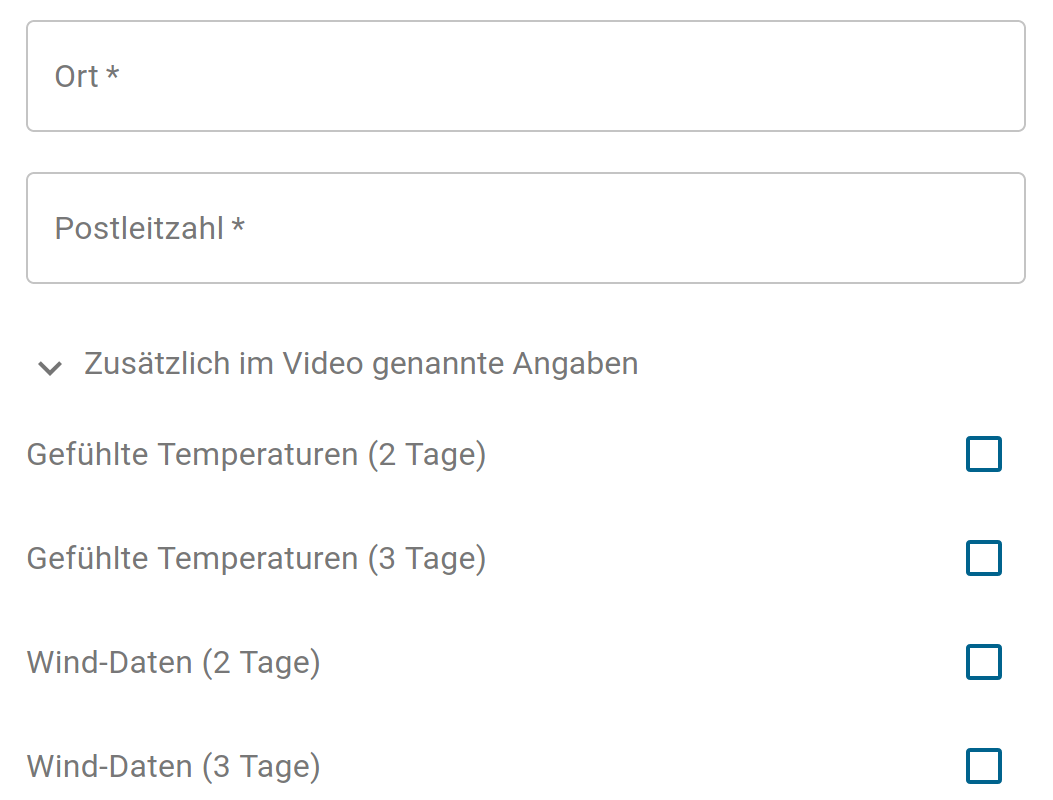 Ort *
Postleitzahl *
Zusätzlich im Video genannte Angaben
Gefühlte Temperaturen (2 Tage)
Gefühlte Temperaturen (3 Tage)
Wind-Daten (2 Tage)
Wind-Daten (3 Tage)